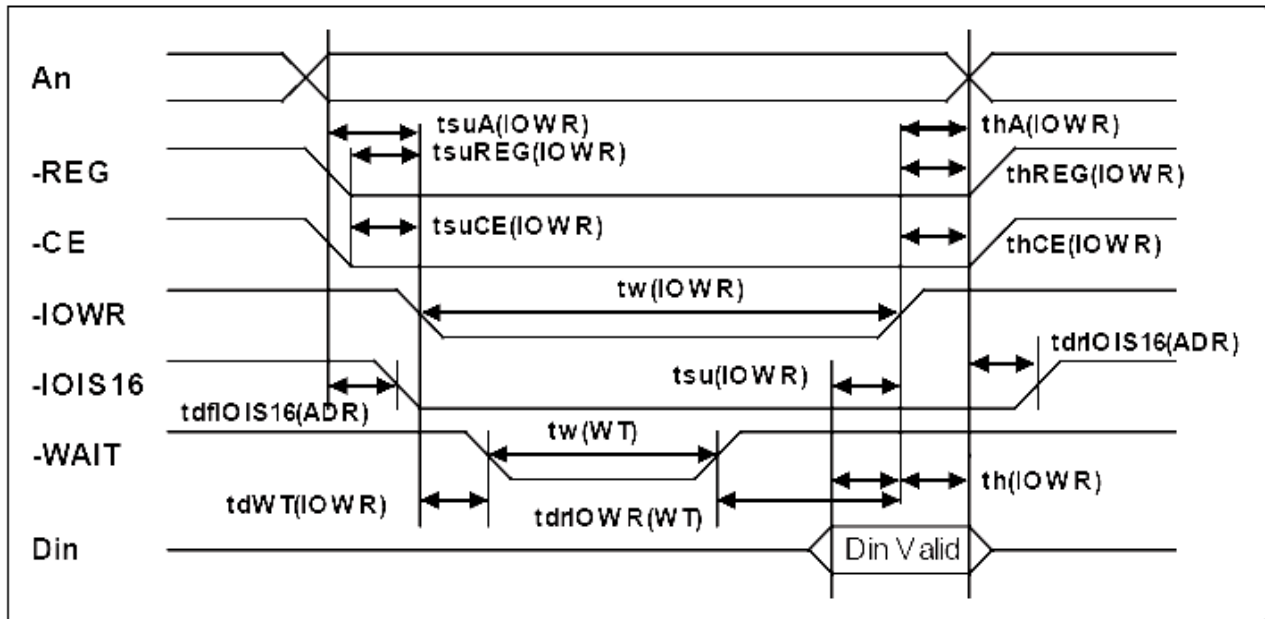 An
tsuA(IOWR)
thA(IOWR)
tsuREG(IOWR)
-REG
thREG(IOWR)
tsuCE(IOWR)
-CE
thCE(IOWR)
tw(IOWR)
-IOWR
tdrIOIS16(ADR)
tsu(IOWR)
-IOIS16
tdfIOIS16(ADR)
tw(WT)
-WAIT
th(IOWR)
tdWT(IOWR)
tdrIOWR(WT)
Din
Din Valid